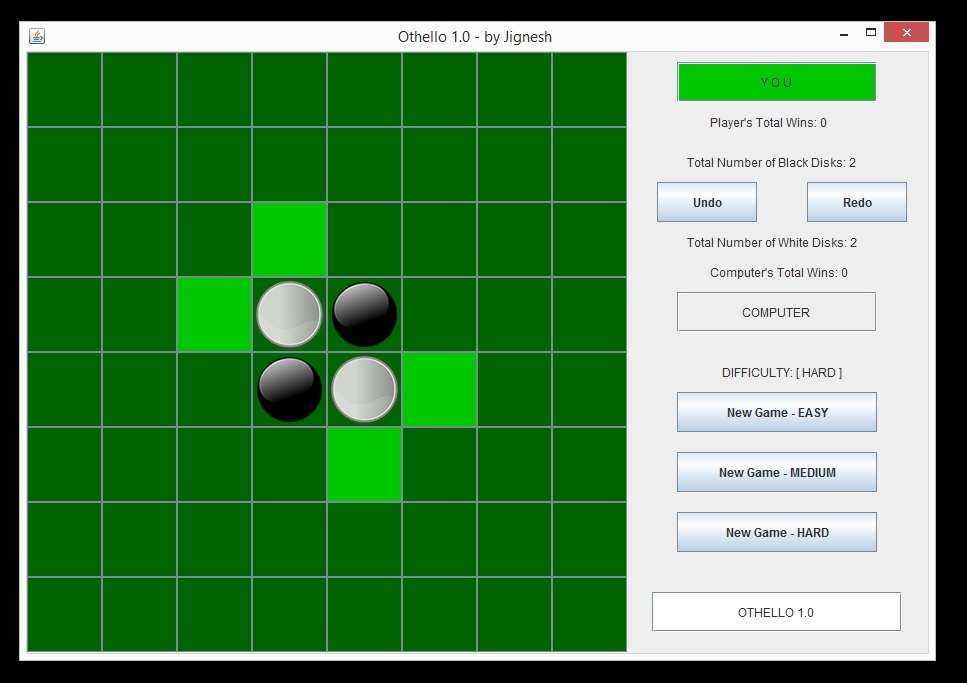 Othello 1.0 - by Jignesh
Y O U
Player's Total Wins: 0
Total Number of Black Disks: 2
Undo
Redo
Total Number of White Disks: 2
Computer's Total Wins: 0
COMPUTER
DIFFICULTY: [ HARD ]
New Game - EASY
New Game - MEDIUM
New Game - HARD
OTHELLO 1.0